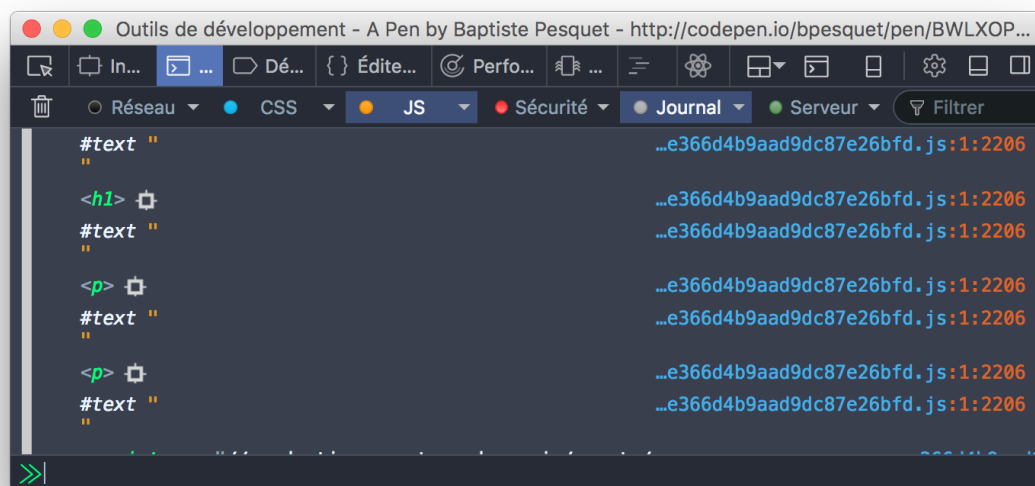 Outils de développement - A Pen by Baptiste Pesquet - http://codepen.io/bpesquet/pen/BWLXOP...
In... ... Dé... { } Édite... Perfo... ...
Réseau CSS JS Sécurité Journal Serveur Filtrer
#text " …e366d4b9aad9dc87e26bfd.js:1:2206
"
<h1> …e366d4b9aad9dc87e26bfd.js:1:2206
#text " …e366d4b9aad9dc87e26bfd.js:1:2206
"
<p> …e366d4b9aad9dc87e26bfd.js:1:2206
#text " …e366d4b9aad9dc87e26bfd.js:1:2206
"
<p> …e366d4b9aad9dc87e26bfd.js:1:2206
#text " …e366d4b9aad9dc87e26bfd.js:1:2206
"